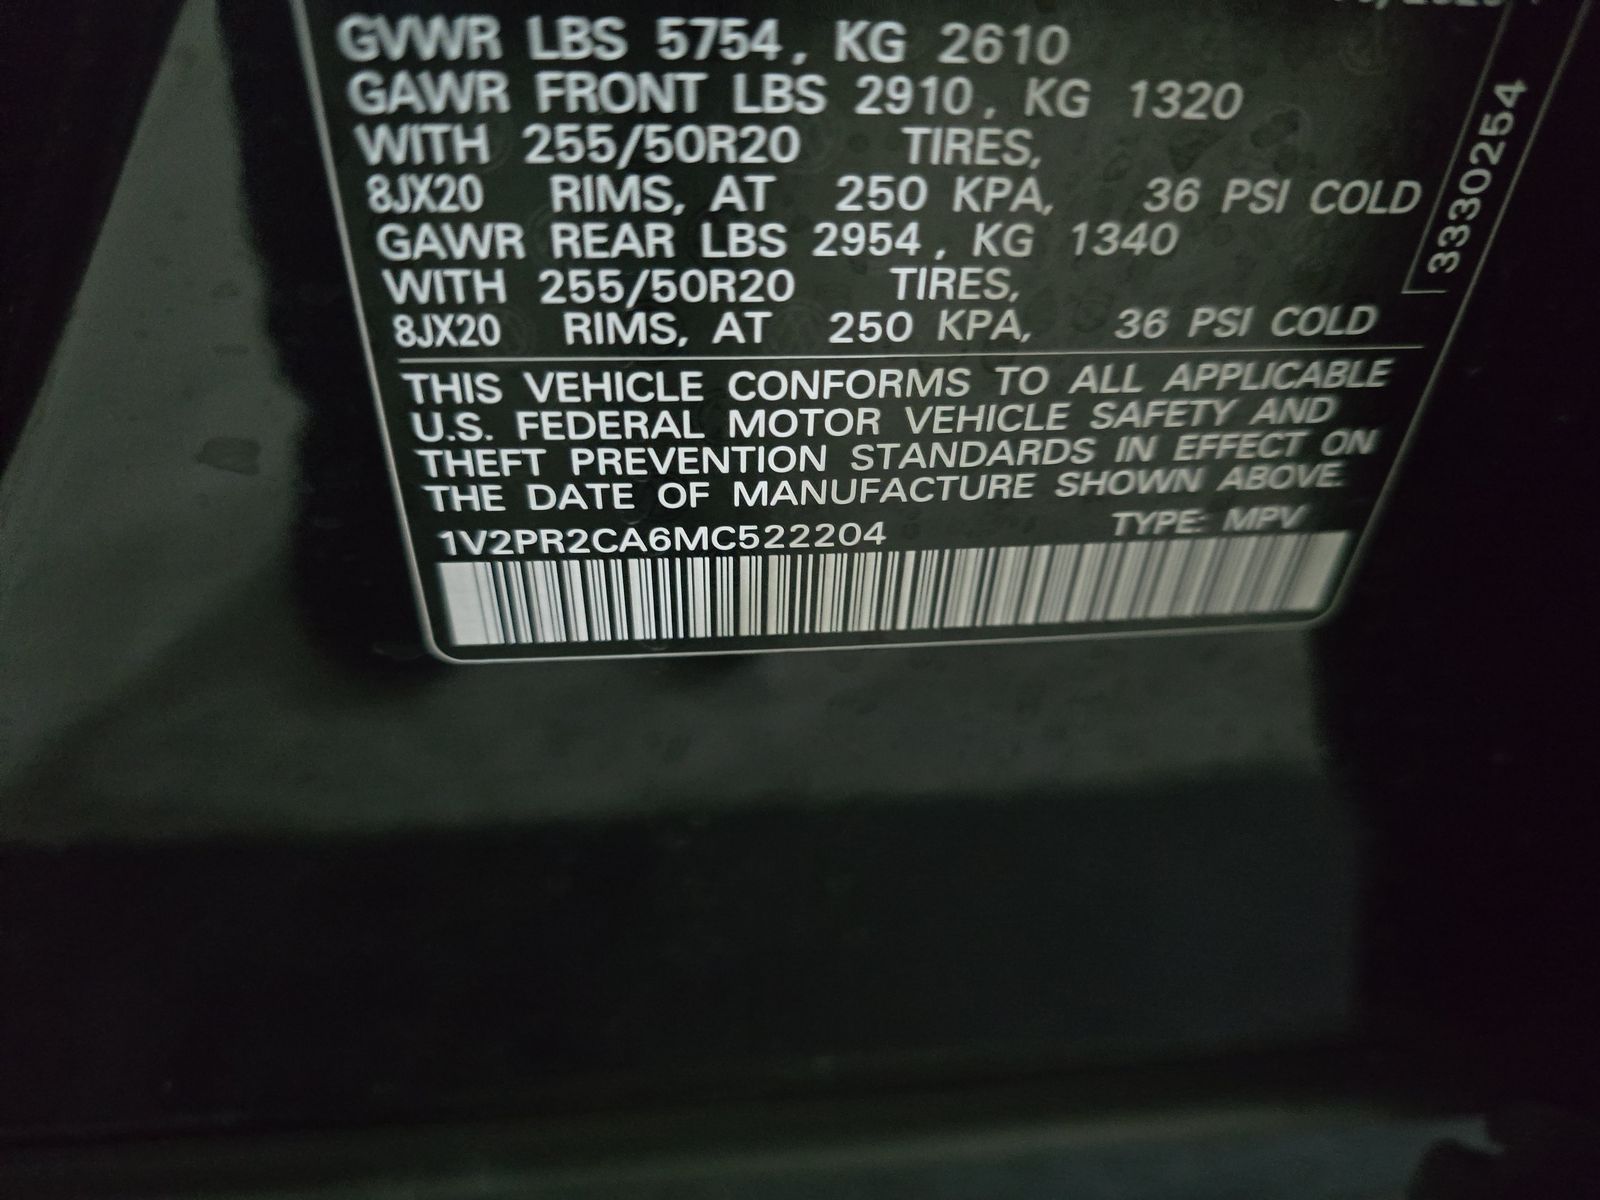 GVWR LBS 5754, KG 2610
GAWR FRONT LBS 2910, KG 1320
WITH 255/50R20 TIRES,
8JX20 RIMS, AT 250 KPA, 36 PSI COLD
GAWR REAR LBS 2954, KG 1340
WITH 255/50R20 TIRES,
8JX20 RIMS, AT 250 KPA, 36 PSI COLD
3330254
THIS VEHICLE CONFORMS TO ALL APPLICABLE
U.S. FEDERAL MOTOR VEHICLE SAFETY AND
THEFT PREVENTION STANDARDS IN EFFECT ON
THE DATE OF MANUFACTURE SHOWN ABOVE.
1V2PR2CA6MC522204 TYPE: MPV